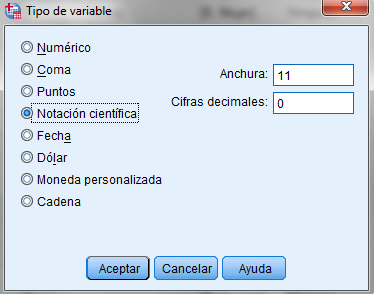 Tipo de variable
Numérico
Coma
Puntos
Notación científica
Fecha
Dólar
Moneda personalizada
Cadena
Anchura: 11
Cifras decimales: 0
Aceptar Cancelar Ayuda